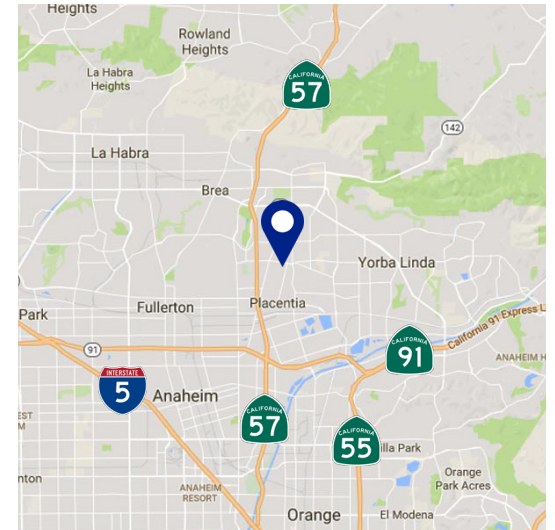 Heights
Rowland
Heights
CALIFORNIA
57
La Habra
Heights
142
La Habra
Brea
Yorba Linda
Placentia
Fullerton
Park
California 91 Express L
91
CALIFORNIA
91
ANAHEIM H
INTERSTATE
5
Anaheim
CALIFORNIA
57
CALIFORNIA
55
illa Park
EST
M
nton
ANAHEIM
RESORT
Orange
Park Acres
Orange
El Modena